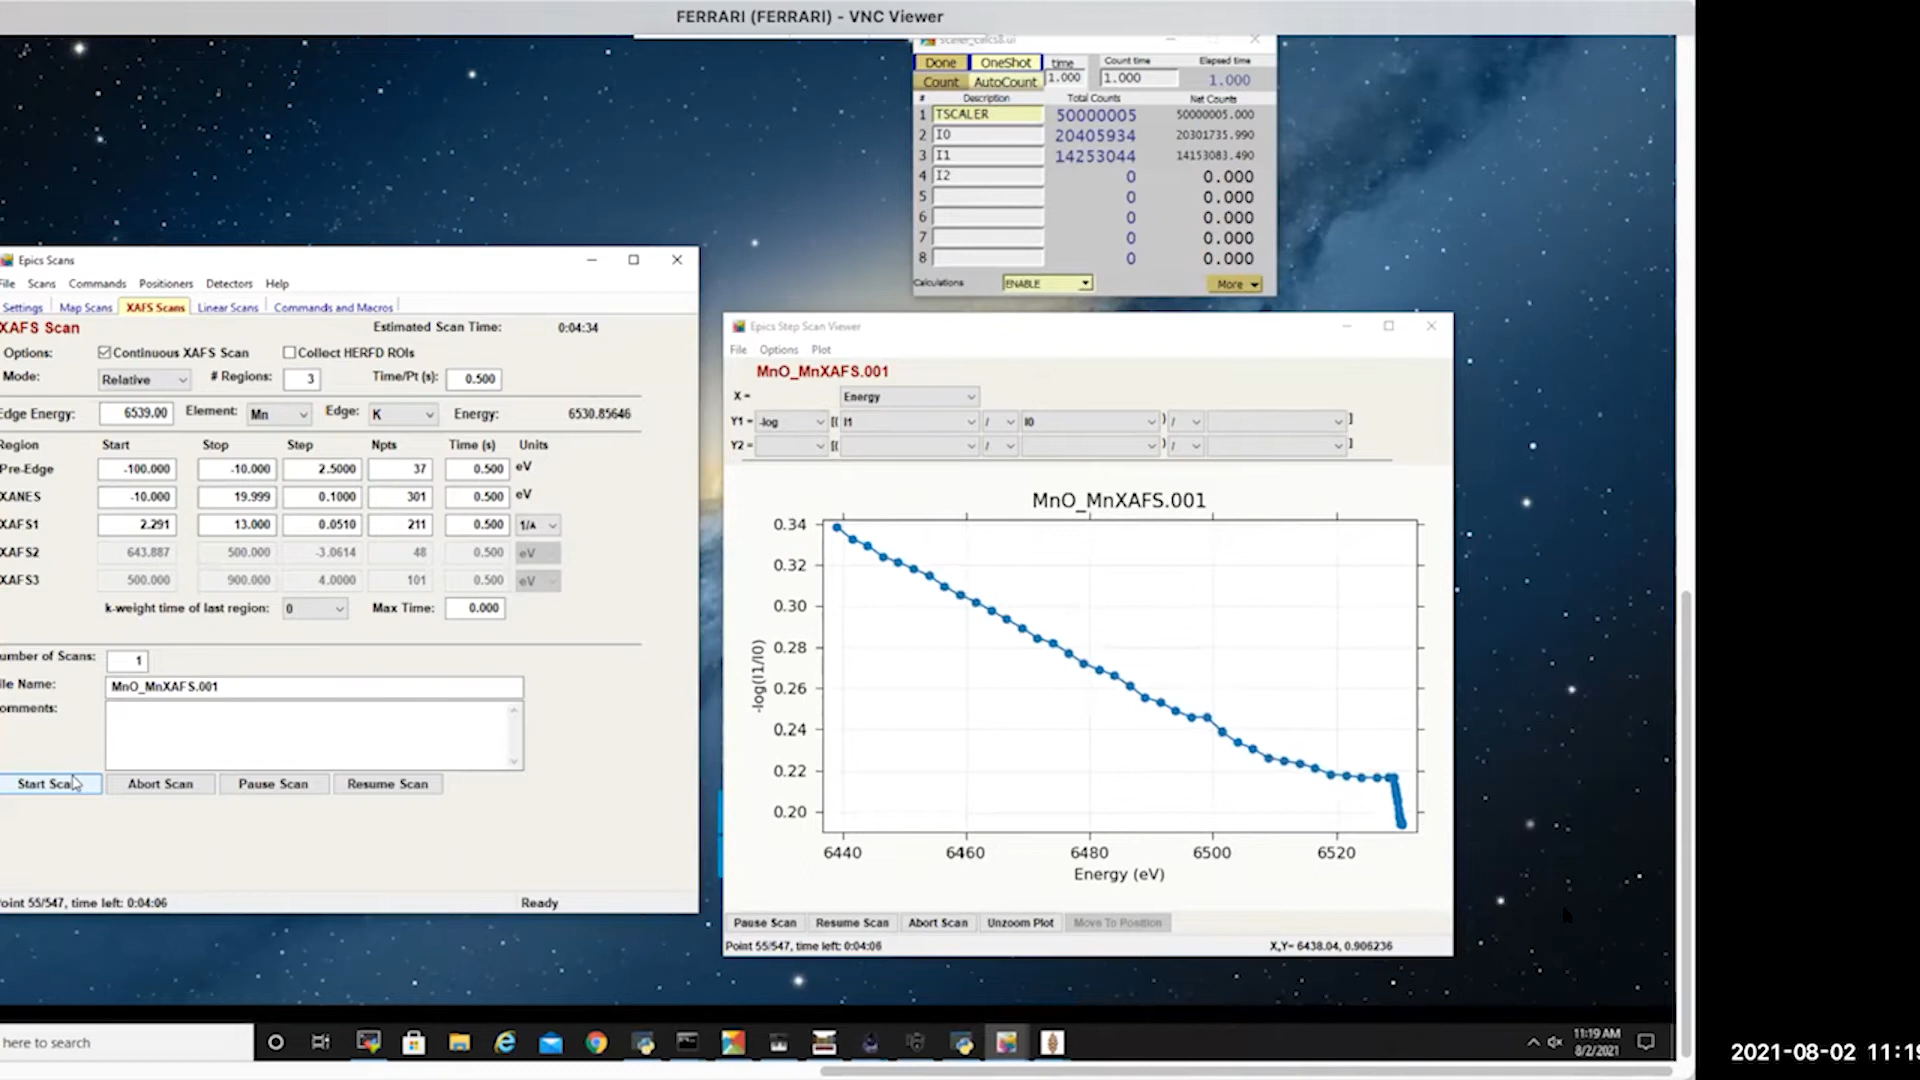 FERRARI (FERRARI) - VNC Viewer
scaler_calcs8.ui
Done OneShot time Count time Elapsed time
Count AutoCount 1.000 1.000 1.000
# Description Total Counts Net Counts
1 TSCALER 50000005 50000005.000
2 I0 20405934 20301735.990
3 I1 14253044 14153083.490
4 I2 0 0.000
5 0 0.000
6 0 0.000
7 0 0.000
8 0 0.000
Calculations ENABLE More
Epics Scans
File Scans Commands Positioners Detectors Help
Settings Map Scans XAFS Scans Linear Scans Commands and Macros
XAFS Scan Estimated Scan Time: 0:04:34
Options: Continuous XAFS Scan Collect HERFD ROIs
Mode: Relative # Regions: 3 Time/Pt (s): 0.500
Edge Energy: 6539.00 Element: Mn Edge: K Energy: 6530.85646
Region Start Stop Step Npts Time (s) Units
Pre-Edge -100.000 -10.000 2.5000 37 0.500 eV
XANES -10.000 19.999 0.1000 301 0.500 eV
XAFS1 2.291 13.000 0.0510 211 0.500 1/A
XAFS2 643.887 500.000 -3.0614 48 0.500 eV
XAFS3 500.000 900.000 4.0000 101 0.500 eV
k-weight time of last region: 0 Max Time: 0.000
umber of Scans: 1
ile Name: MnO_MnXAFS.001
omments:
Start Scan Abort Scan Pause Scan Resume Scan
oint 55/547, time left: 0:04:06 Ready
Epics Step Scan Viewer
File Options Plot
MnO_MnXAFS.001
X = Energy
Y1 = -log [( I1 / I0 ) / ]
Y2 = [( / ) / ]
MnO_MnXAFS.001
-log(I1/I0)
0.34
0.32
0.30
0.28
0.26
0.24
0.22
0.20
6440 6460 6480 6500 6520
Energy (eV)
Pause Scan Resume Scan Abort Scan Unzoom Plot Move To Position
Point 55/547, time left: 0:04:06 X,Y= 6438.04, 0.906236
here to search
11:19 AM
8/2/2021
2021-08-02 11:19